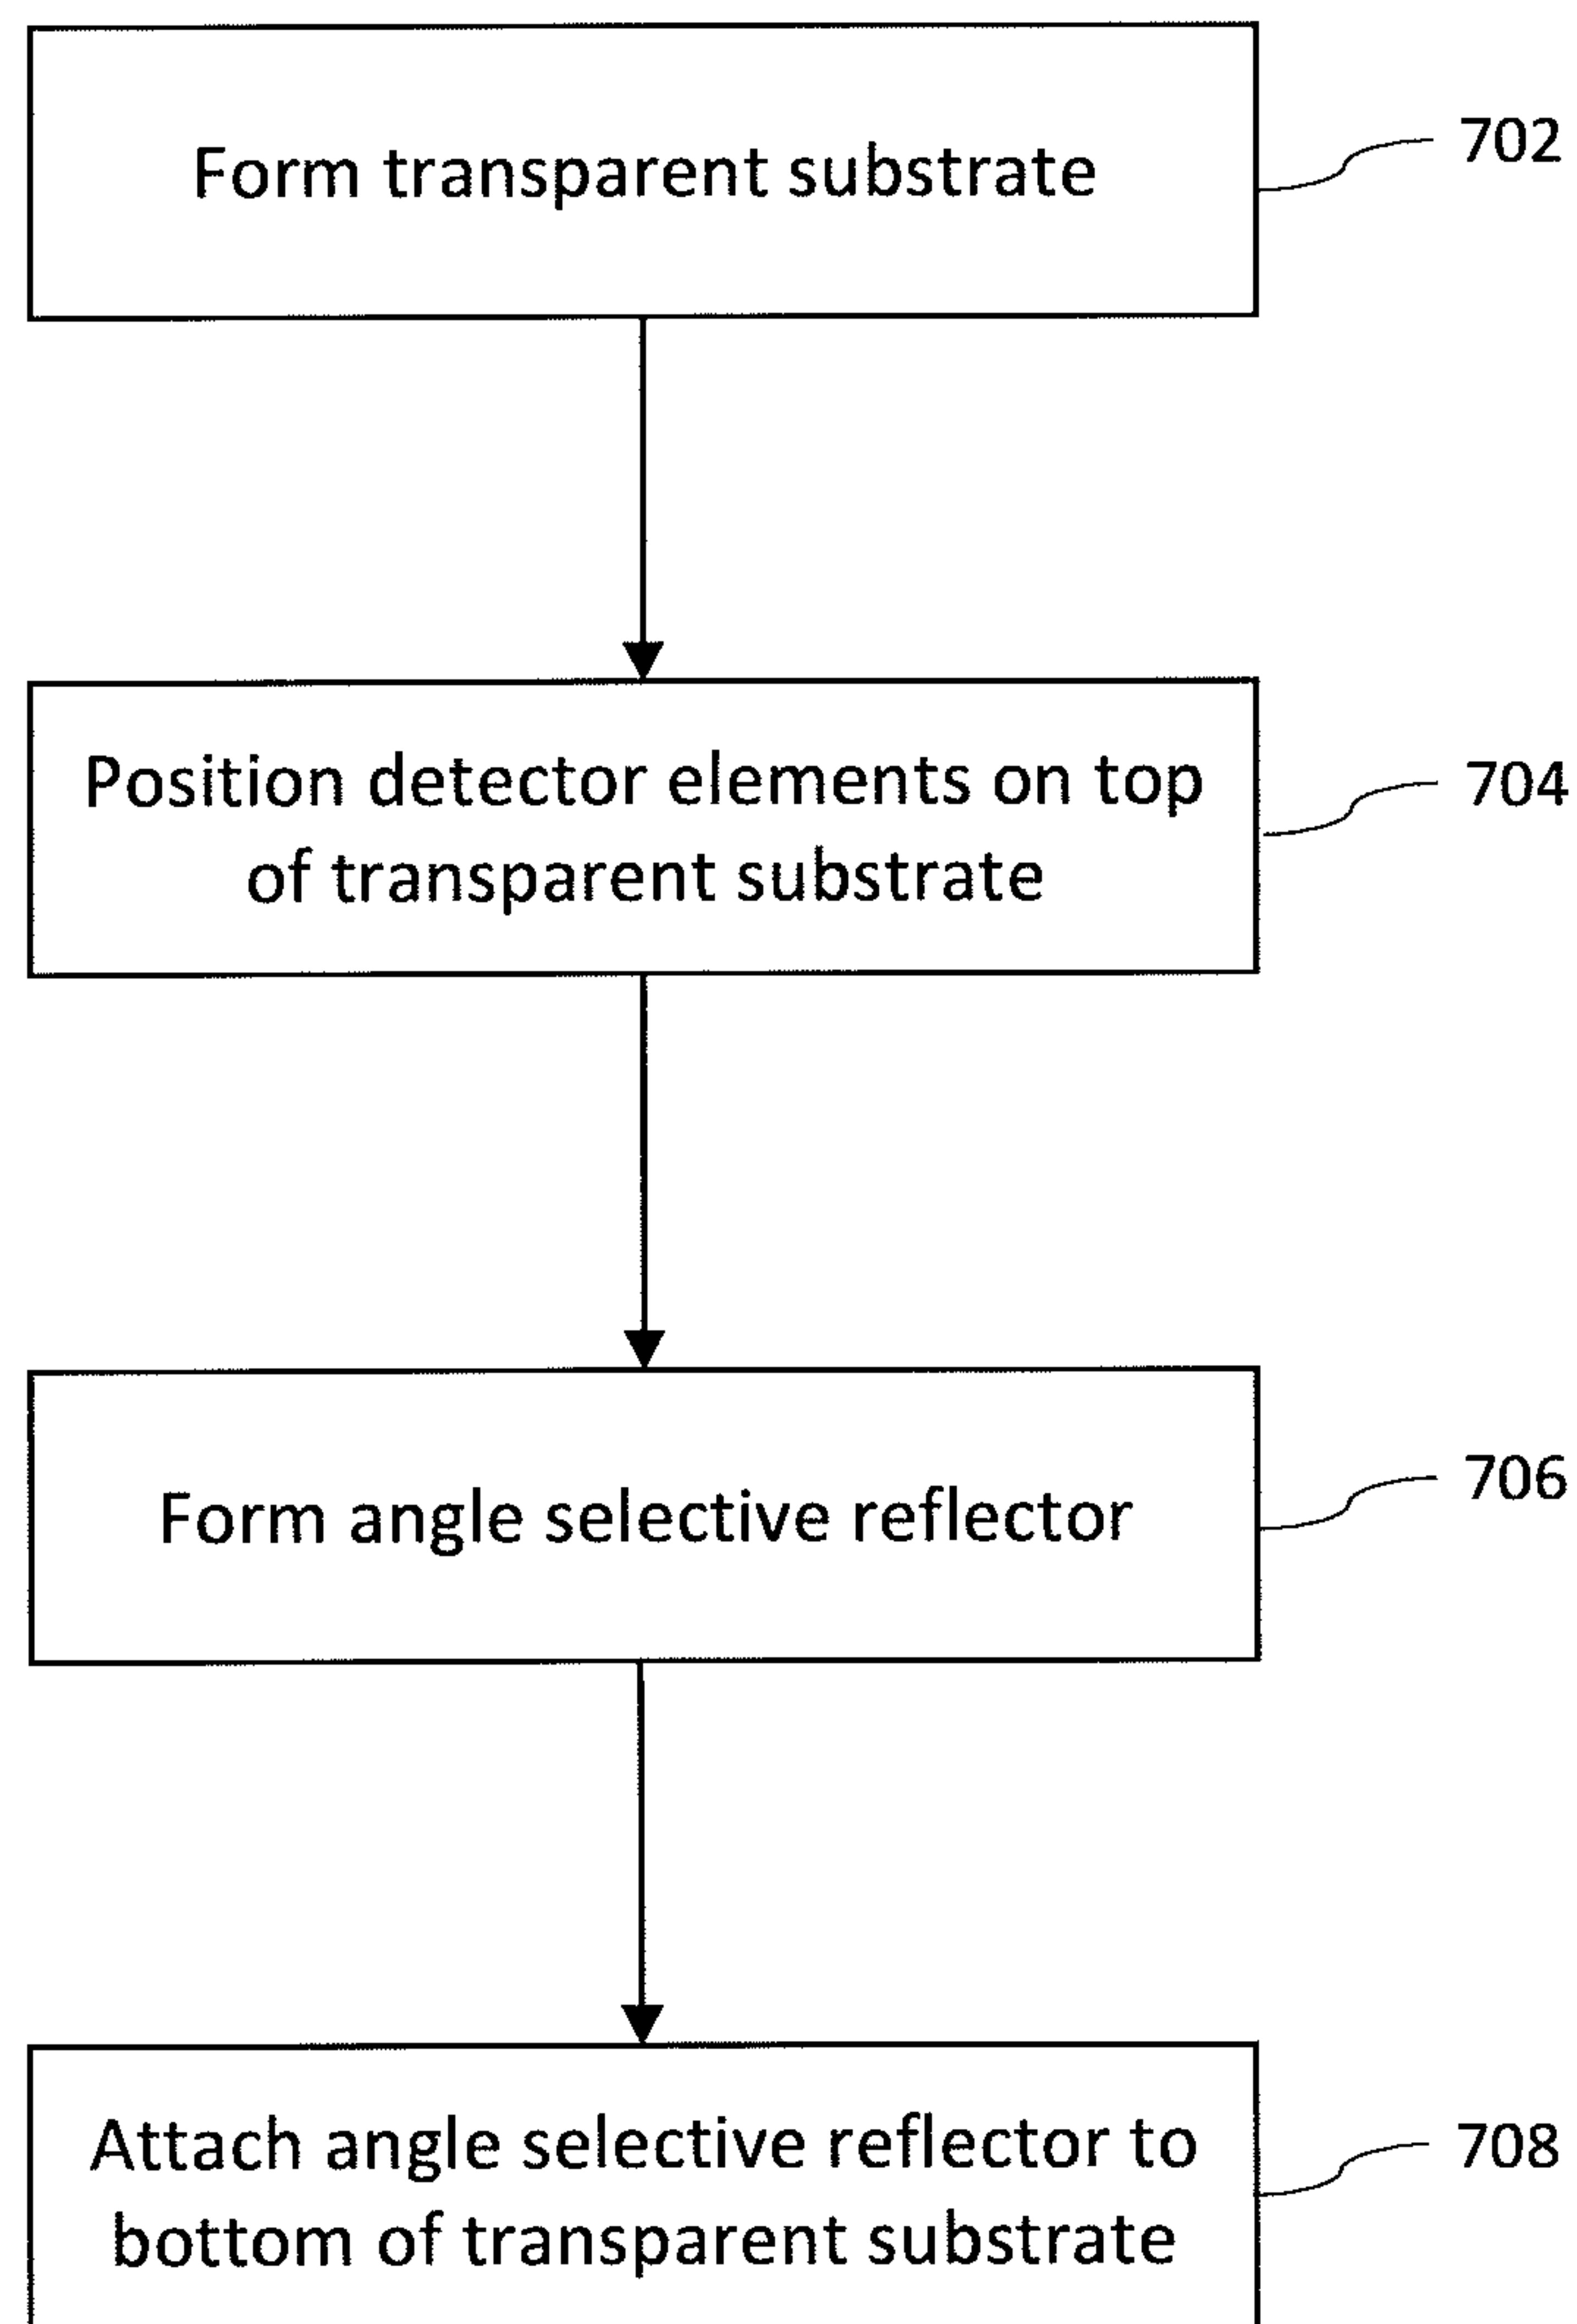 Form transparent substrate
702
Position detector elements on top
of transparent substrate
704
Form angle selective reflector
706
Attach angle selective reflector to
bottom of transparent substrate
708